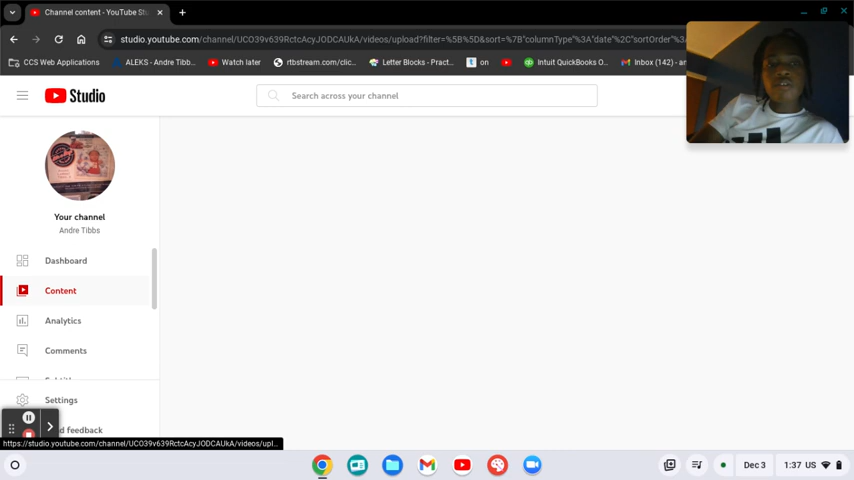 Channel content - YouTube Stu
studio.youtube.com/channel/UCO39v639RctcAcyJODCAUkA/videos/upload?filter=%5B%5D&sort=%7B"columnType"%3A"date"%2C"sortOrder"%3A
CCS Web Applications
ALEKS - Andre Tibb...
Watch later
rtbstream.com/clic...
Letter Blocks - Pract...
on
Intuit QuickBooks O...
Inbox (142) - an
Studio
Search across your channel
Your channel
Andre Tibbs
Dashboard
Content
Analytics
Comments
Settings
d feedback
https://studio.youtube.com/channel/UCO39v639RctcAcyJODCAUkA/videos/upl...
Dec 3
1:37 US